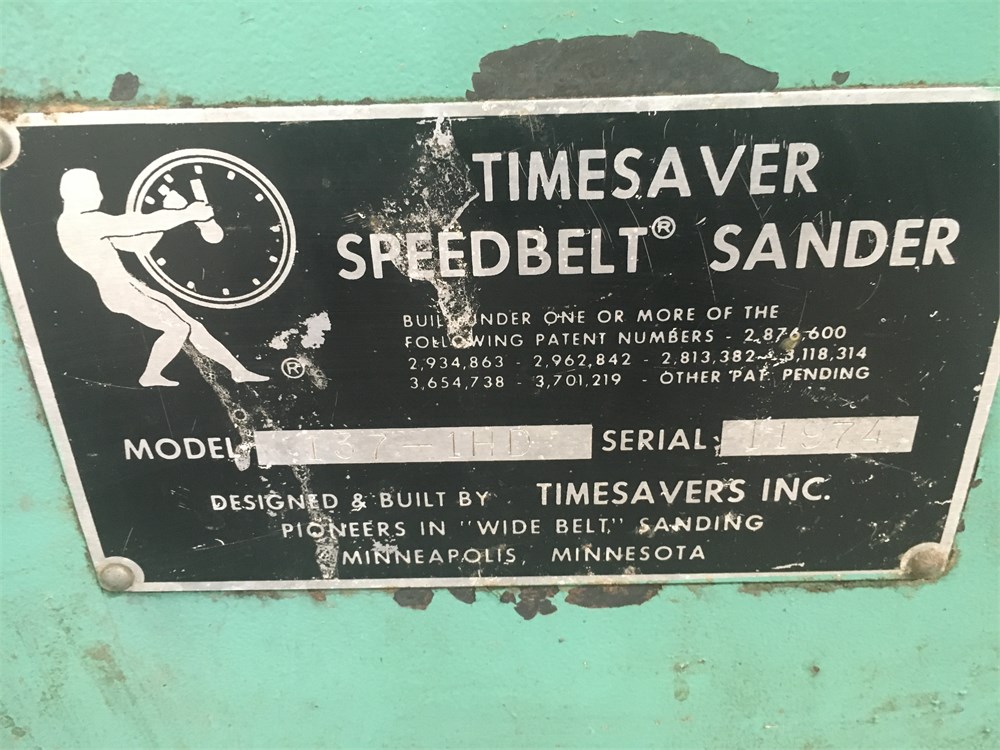 TIMESAVER
SPEEDBELT® SANDER
BUILT UNDER ONE OR MORE OF THE
FOLLOWING PATENT NUMBERS - 2,876,600
2,934,863 - 2,962,842 - 2,813,382 - 3,118,314
3,654,738 - 3,701,219 - OTHER PAT. PENDING
®
MODEL 137-1HD SERIAL 11974
DESIGNED & BUILT BY TIMESAVERS INC.
PIONEERS IN "WIDE BELT" SANDING
MINNEAPOLIS, MINNESOTA